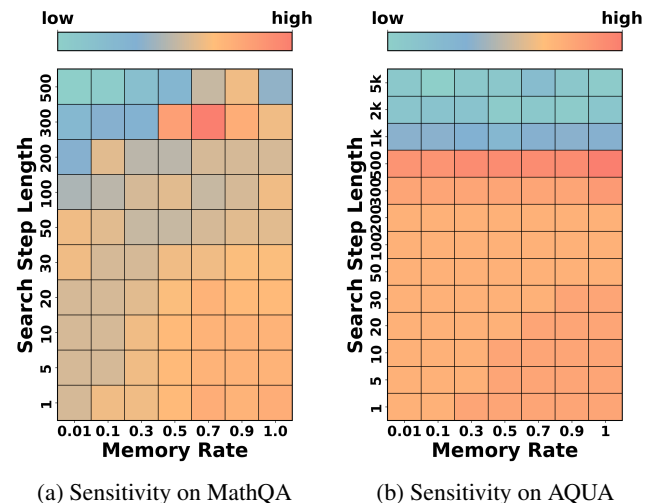 low high
low high
Search Step Length
500
300
200
100
50
30
20
10
5
1
0.01 0.1 0.3 0.5 0.7 0.9 1.0
Memory Rate
(a) Sensitivity on MathQA
Search Step Length
5k
2k
1k
500
300
200
100
50
30
20
10
5
1
0.01 0.1 0.3 0.5 0.7 0.9 1
Memory Rate
(b) Sensitivity on AQUA